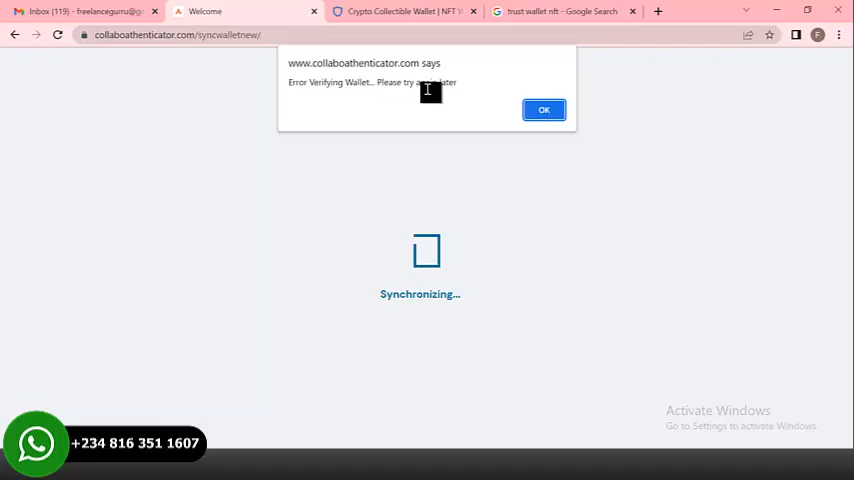 Inbox (119) - freelancegurru@g
Welcome
Crypto Collectible Wallet | NFT
trust wallet nft - Google Search
collaboathenticator.com/syncwalletnew/
F
www.collaboathenticator.com says
Error Verifying Wallet... Please try later
OK
Synchronizing...
Activate Windows
Go to Settings to activate Windows.
+234 816 351 1607